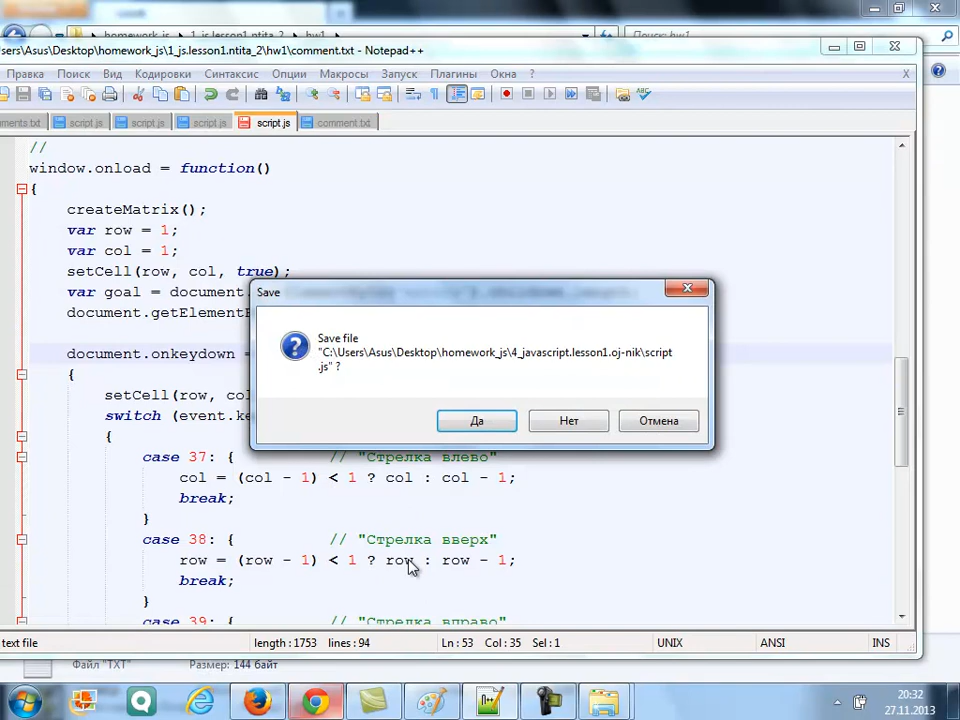 Поиск: hw1
sers\Asus\Desktop\homework_js\1_js.lesson1.ntita_2\hw1\comment.txt - Notepad++
Правка Поиск Вид Кодировки Синтаксис Опции Макросы Запуск Плагины Окна ? X
ments.txt script.js script.js script.js script.js comment.txt
//
window.onload = function()
{
createMatrix();
var row = 1;
var col = 1;
setCell(row, col, true);
var goal = document.
document.getElement
document.onkeydown =
{
setCell(row, co
switch (event.ke
{
Save
Save file
"C:\Users\Asus\Desktop\homework_js\4_javascript.lesson1.oj-nik\script
.js" ?
Да Нет Отмена
case 37: { // "Стрелка влево"
col = (col - 1) < 1 ? col : col - 1;
break;
}
case 38: { // "Стрелка вверх"
row = (row - 1) < 1 ? row : row - 1;
break;
}
case 39: { // "Стрелка вправо"
text file length : 1753 lines : 94 Ln : 53 Col : 35 Sel : 1 UNIX ANSI INS
Файл "TXT" Размер: 144 байт
20:32
27.11.2013